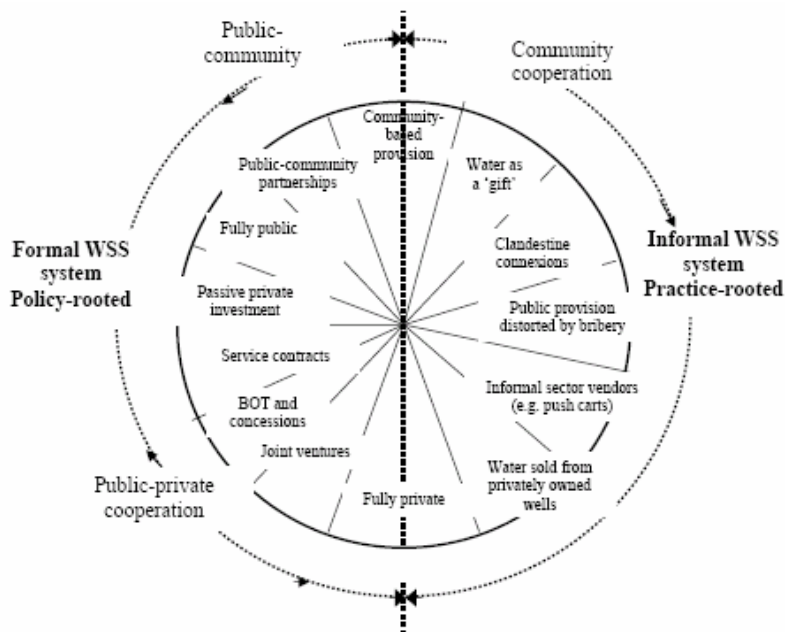 Public-
community
Community
cooperation
Community-
based
provision
Public-community
partnerships
Water as
a ‘gift’
Fully public
Formal WSS
system
Policy-rooted
Clandestine
connexions
Informal WSS
system
Practice-rooted
Passive private
investment
Public provision
distorted by bribery
Service contracts
Informal sector vendors
(e.g. push carts)
BOT and
concessions
Joint ventures
Water sold from
privately owned
wells
Public-private
cooperation
Fully private